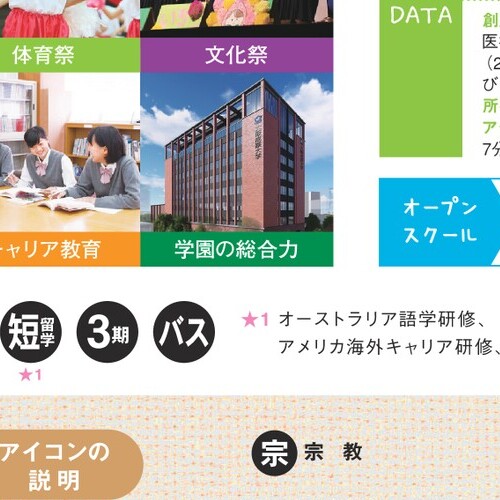 体育祭
文化祭
キャリア教育
学園の総合力
DATA
創
医
(2
び
所
ア
7分
オープン
スクール
短留学
3期
バス
★1
★1 オーストラリア語学研修、
アメリカ海外キャリア研修、
アイコンの
説明
宗 宗 教